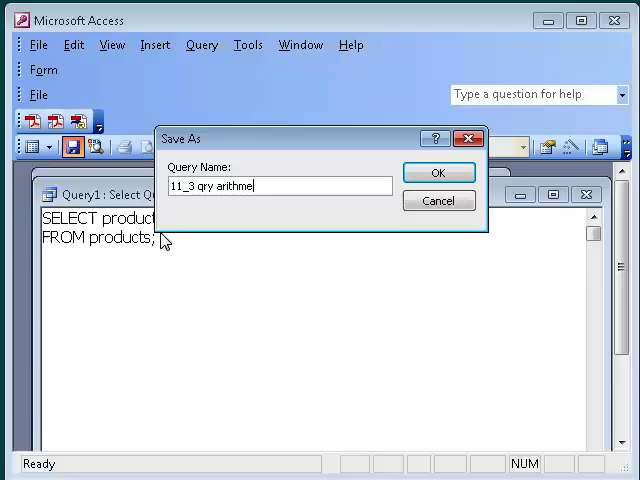 Microsoft Access
File Edit View Insert Query Tools Window Help
Form
File
Type a question for help
Save As
Query Name:
11_3 qry arithme
OK
Cancel
Query1 : Select Qu
SELECT product
FROM products;
Ready
NUM